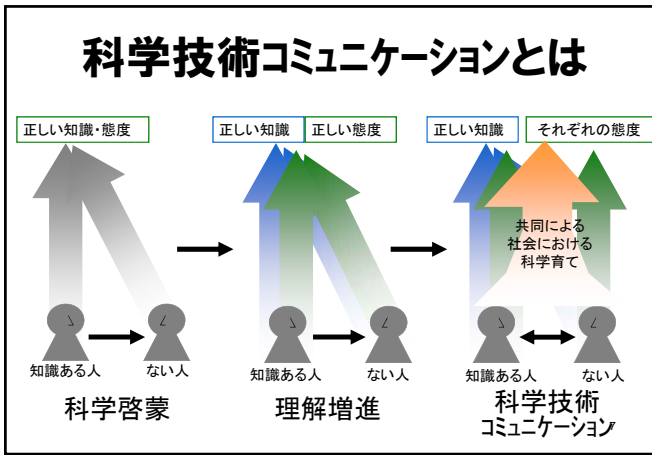 科学技術コミュニケーションとは
正しい知識・態度
正しい知識
正しい態度
正しい知識
それぞれの態度
共同による
社会における
科学育て
知識ある人
ない人
知識ある人
ない人
知識ある人
ない人
科学啓蒙
理解増進
科学技術
コミュニケーション